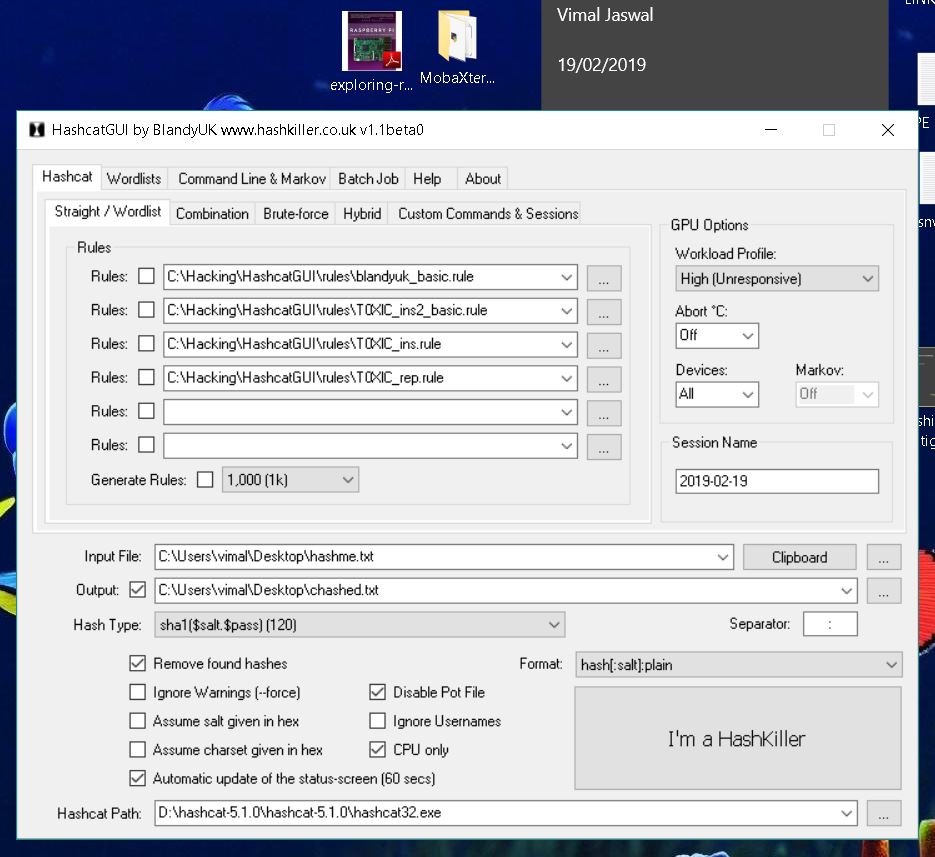 Vimal Jaswal
19/02/2019
RASPBERRY PI
exploring-r...
MobaXter...
HashcatGUI by BlandyUK www.hashkiller.co.uk v1.1beta0
Hashcat Wordlists Command Line & Markov Batch Job Help About
Straight / Wordlist Combination Brute-force Hybrid Custom Commands & Sessions
Rules
Rules: C:\Hacking\HashcatGUI\rules\blandyuk_basic.rule ...
Rules: C:\Hacking\HashcatGUI\rules\T0XIC_ins2_basic.rule ...
Rules: C:\Hacking\HashcatGUI\rules\T0XIC_ins.rule ...
Rules: C:\Hacking\HashcatGUI\rules\T0XIC_rep.rule ...
Rules: ...
Rules: ...
Generate Rules: 1,000 (1k)
GPU Options
Workload Profile:
High (Unresponsive)
Abort °C:
Off
Devices: Markov:
All Off
Session Name
2019-02-19
Input File: C:\Users\vimal\Desktop\hashme.txt Clipboard ...
Output: C:\Users\vimal\Desktop\chashed.txt ...
Hash Type: sha1($salt.$pass) (120) Separator: :
Remove found hashes Format: hash[:salt]:plain
Ignore Warnings (--force) Disable Pot File
Assume salt given in hex Ignore Usernames
Assume charset given in hex CPU only
Automatic update of the status-screen (60 secs)
I'm a HashKiller
Hashcat Path: D:\hashcat-5.1.0\hashcat-5.1.0\hashcat32.exe ...